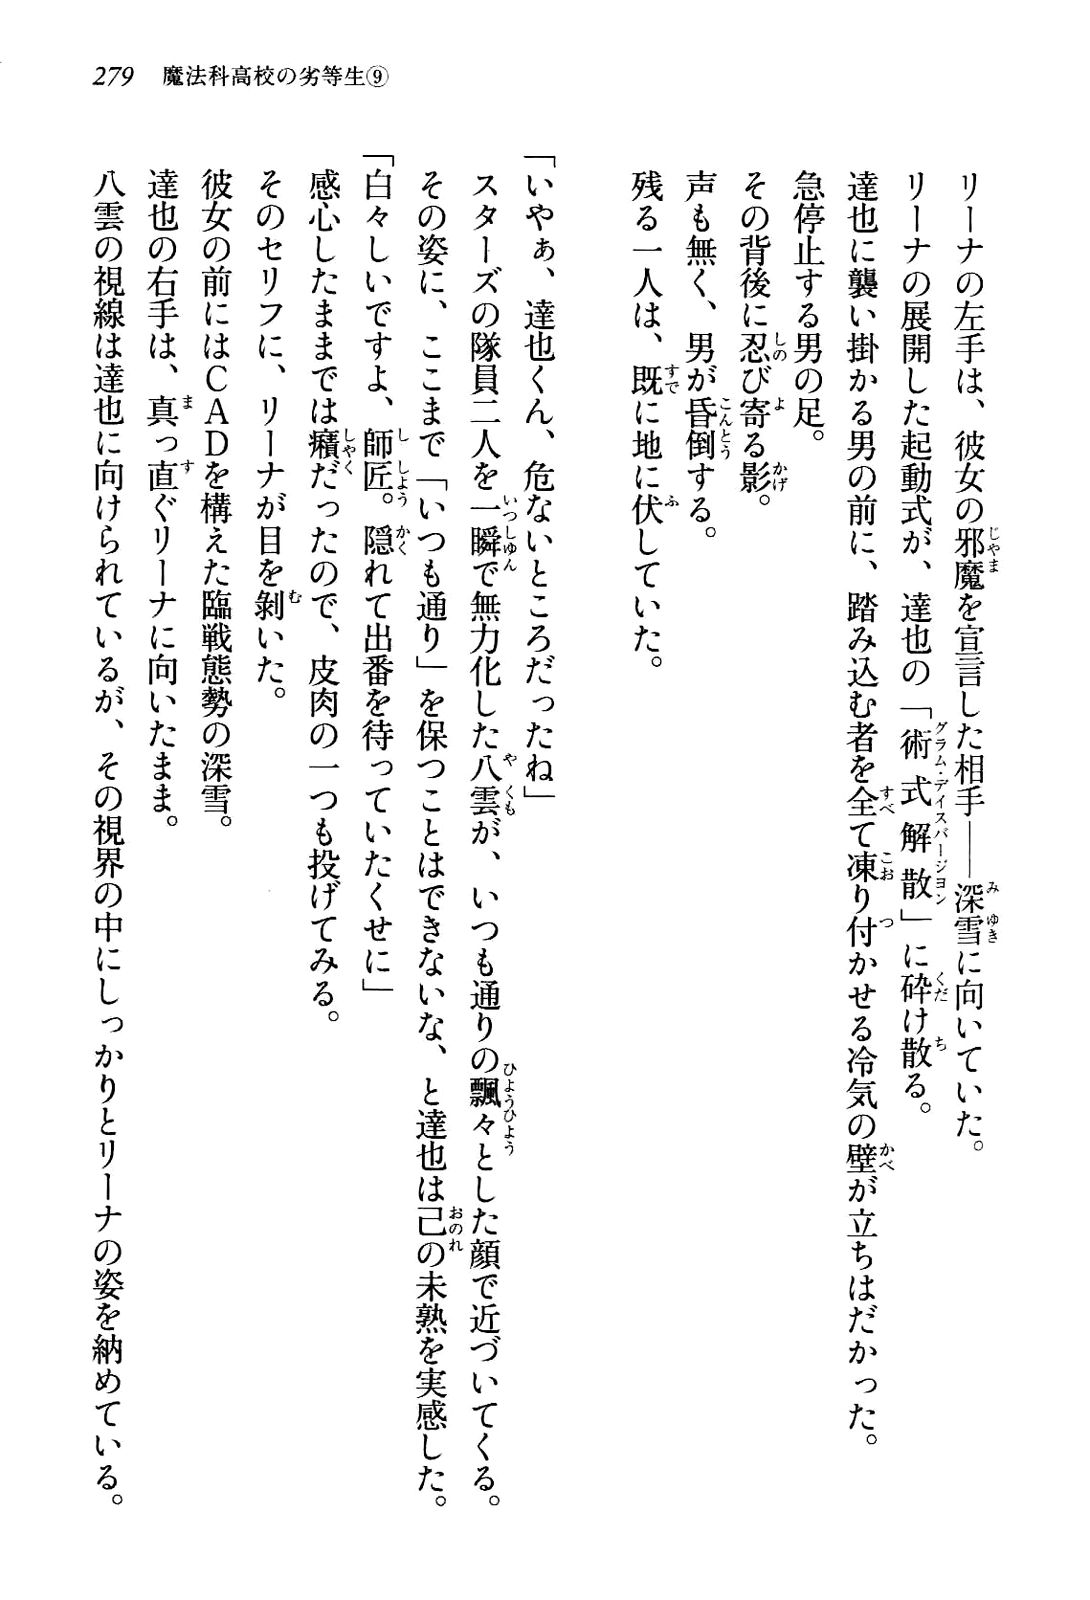 279 魔法科高校の劣等生⑨
リーナの左手は、彼女の邪魔を宣言した相手――深雪に向いていた。
リーナの展開した起動式が、達也の「術式解散」に砕け散る。
達也に襲い掛かる男の前に、踏み込む者を全て凍り付かせる冷気の壁が立ちはだかった。
急停止する男の足。
その背後に忍び寄る影。
声も無く、男が昏倒する。
残る一人は、既に地に伏していた。
「いやぁ、達也くん、危ないところだったね」
スターズの隊員二人を一瞬で無力化した八雲が、いつも通りの飄々とした顔で近づいてくる。
その姿に、ここまで「いつも通り」を保つことはできないな、と達也は己の未熟を実感した。
「白々しいですよ、師匠。隠れて出番を待っていたくせに」
感心したままでは癪だったので、皮肉の一つも投げてみる。
そのセリフに、リーナが目を剝いた。
彼女の前にはＣＡＤを構えた臨戦態勢の深雪。
達也の右手は、真っ直ぐリーナに向いたまま。
八雲の視線は達也に向けられているが、その視界の中にしっかりとリーナの姿を納めている。